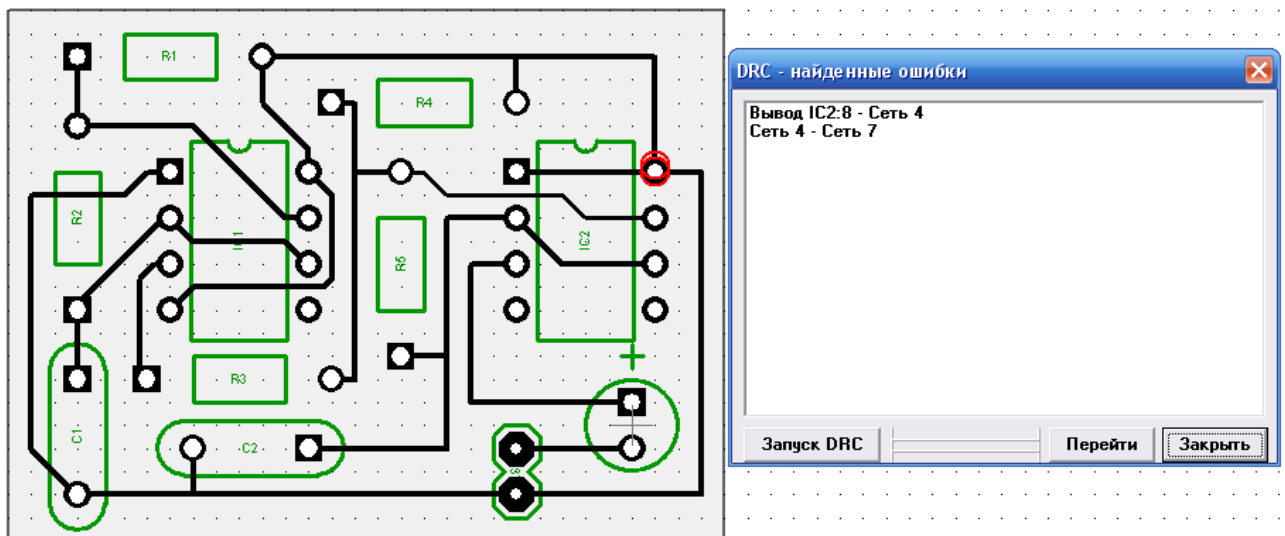 R1
R4
R2
IC1
R5
IC2
R3
C1
C2
DRC - найденные ошибки
Вывод IC2:8 - Сеть 4
Сеть 4 - Сеть 7
Запуск DRC
Перейти
Закрыть